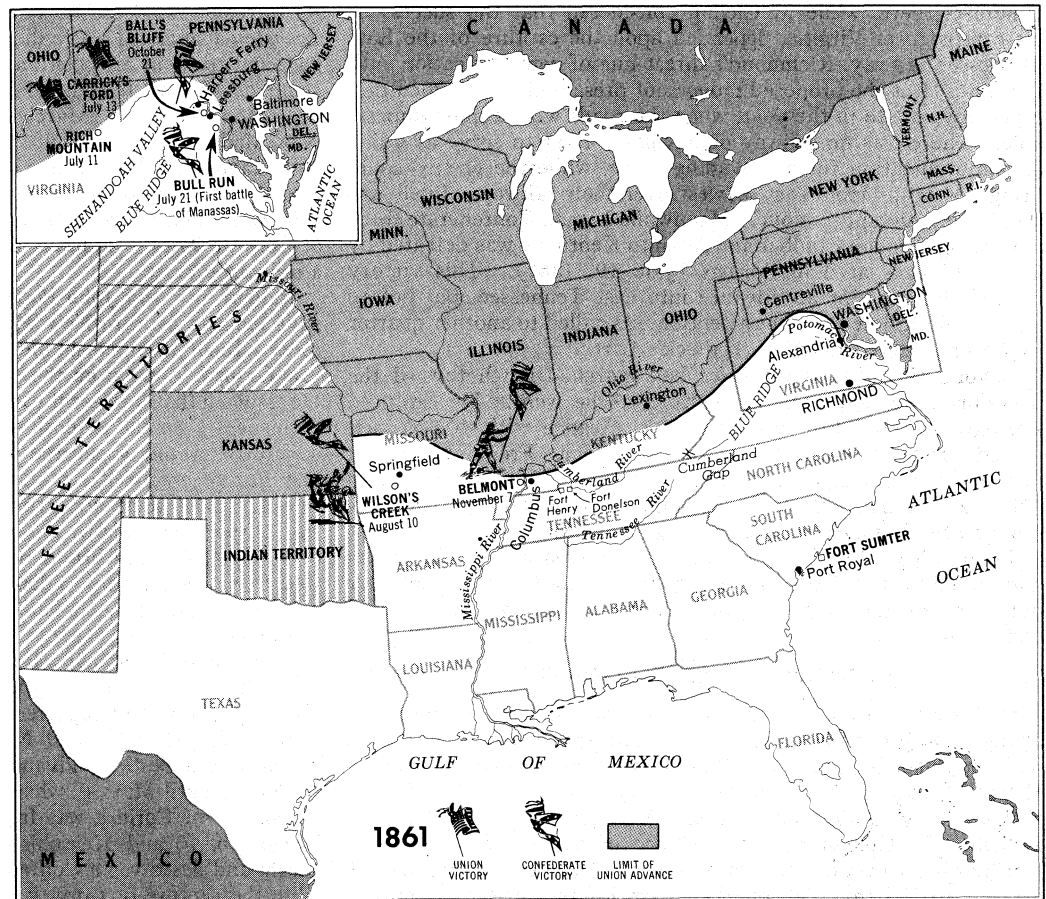 CANADA
BALL'S
BLUFF
October
21
PENNSYLVANIA
OHIO
CARRICK'S
FORD
July 13
Harpers Ferry
Leesburg
NEW JERSEY
Baltimore
WASHINGTON
DEL.
MD.
RICH
MOUNTAIN
July 11
VIRGINIA
SHENANDOAH VALLEY
BLUE RIDGE
BULL RUN
July 21 (First battle
of Manassas)
ATLANTIC
OCEAN
MAINE
VERMONT
N.H.
MASS.
CONN
R.I.
NEW YORK
WISCONSIN
MICHIGAN
MINN.
PENNSYLVANIA
NEW JERSEY
Missouri River
IOWA
Centreville
WASHINGTON
DEL.
OHIO
INDIANA
ILLINOIS
Potomac
River
MD.
Alexandria
FREE TERRITORIES
Ohio River
Lexington
BLUE RIDGE
VIRGINIA
RICHMOND
KANSAS
MISSOURI
KENTUCKY
Springfield
Cumberland River
Cumberland
Gap
NORTH CAROLINA
BELMONT
November 7
WILSON'S
CREEK
August 10
Columbus
Fort
Henry
Fort
Donelson
TENNESSEE
Tennessee River
ATLANTIC
OCEAN
SOUTH
CAROLINA
FORT SUMTER
Port Royal
INDIAN TERRITORY
ARKANSAS
Mississippi River
MISSISSIPPI
ALABAMA
GEORGIA
LOUISIANA
TEXAS
FLORIDA
GULF OF MEXICO
MEXICO
1861
UNION
VICTORY
CONFEDERATE
VICTORY
LIMIT OF
UNION ADVANCE